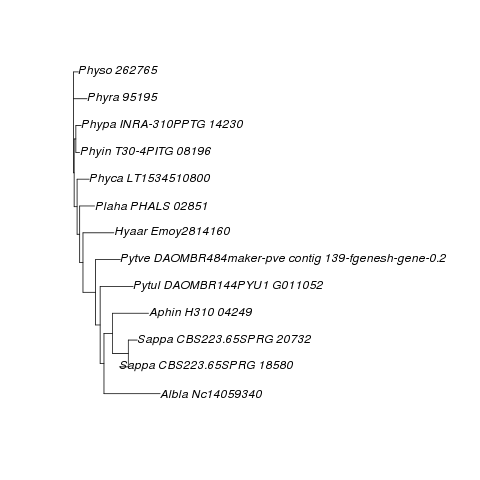 Physo 262765
Phyra 95195
Phypa INRA-310PPTG 14230
Phyin T30-4PITG 08196
Phyca LT1534510800
Plaha PHALS 02851
Hyaar Emoy2814160
Pytve DAOMBR484maker-pve contig 139-fgenesh-gene-0.2
Pytul DAOMBR144PYU1 G011052
Aphin H310 04249
Sappa CBS223.65SPRG 20732
Sappa CBS223.65SPRG 18580
Albla Nc14059340